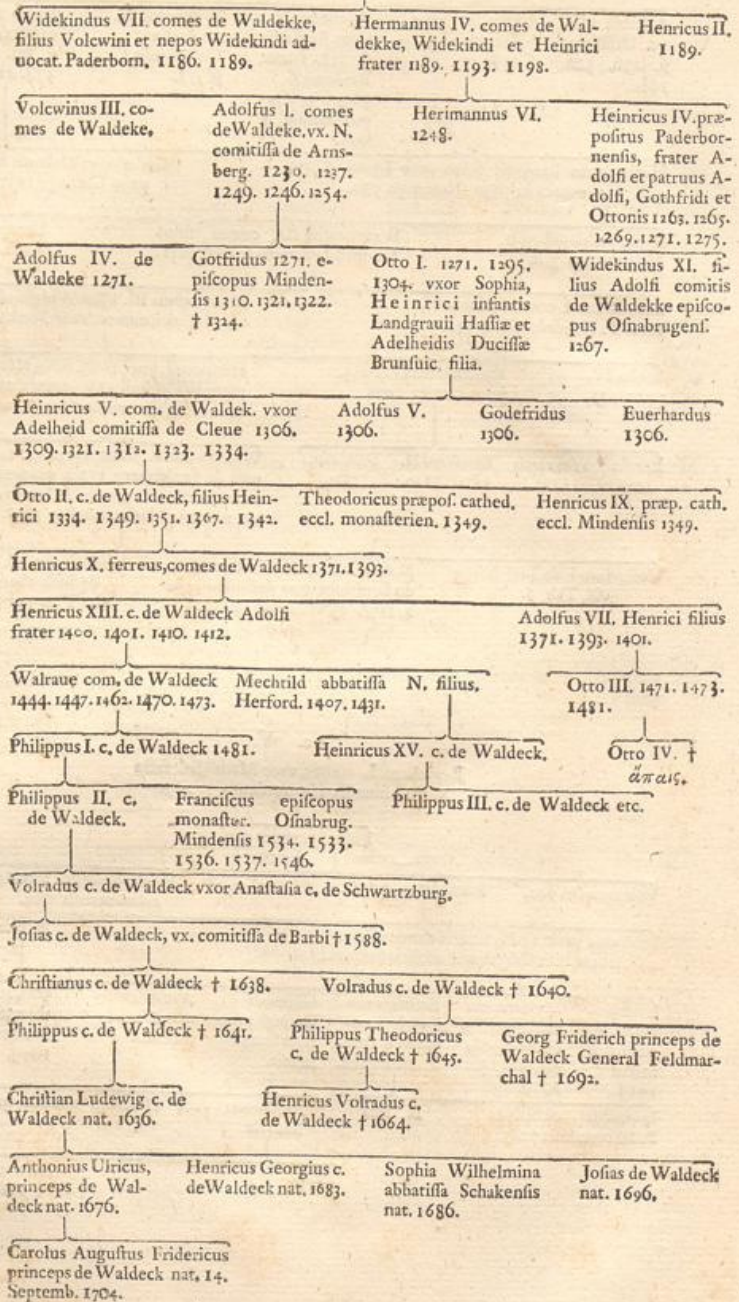 Widekindus VII. comes de Waldekke,
filius Volcwini et nepos Widekindi ad-
uocat. Paderborn. 1186. 1189.
Hermannus IV. comes de Wal-
dekke, Widekindi et Heinrici
frater 1189. 1193. 1198.
Henricus II.
1189.
Volcwinus III. co-
mes de Waldeke.
Adolfus I. comes
de Waldeke. vx. N.
comitiſſa de Arns-
berg. 1230. 1237.
1249. 1246. 1254.
Herimannus VI.
1248.
Heinricus IV. præ-
poſitus Paderbor-
nenſis, frater A-
dolfi et patruus A-
dolfi, Gothfridi et
Ottonis 1263. 1265.
1269. 1271. 1275.
Adolfus IV. de
Waldeke 1271.
Gotfridus 1271. e-
piſcopus Minden-
ſis 1310. 1321. 1322.
† 1324.
Otto I. 1271. 1295.
1304. vxor Sophia,
Heinrici infantis
Landgrauii Haſſiæ et
Adelheidis Duciſſæ
Brunſuic filia.
Widekindus XI. fi-
lius Adolfi comitis
de Waldekke epiſco-
pus Oſnabrugenſ.
1267.
Heinricus V. com. de Waldek. vxor
Adelheid comitiſſa de Cleue 1306.
1309. 1321. 1312. 1323. 1334.
Adolfus V.
1306.
Godefridus
1306.
Euerhardus
1306.
Otto II. c. de Waldeck, filius Hein-
rici 1334. 1349. 1351. 1367. 1342.
Theodoricus præpoſ. cathed.
eccl. monaſterien. 1349.
Henricus IX. præp. cath.
eccl. Mindenſis 1349.
Henricus X. ferreus, comes de Waldeck 1371. 1393.
Henricus XIII. c. de Waldeck Adolfi
frater 1400. 1401. 1410. 1412.
Adolfus VII. Henrici filius
1371. 1393. 1401.
Walraue com. de Waldeck
1444. 1447. 1462. 1470. 1473.
Mechtild abbatiſſa
Herford. 1407. 1431.
N. filius.
Otto III. 1471. 1473.
1481.
Philippus I. c. de Waldeck 1481.
Heinricus XV. c. de Waldeck.
Otto IV. †
ἄπαις.
Philippus II. c.
de Waldeck.
Franciſcus epiſcopus
monaſter. Oſnabrug.
Mindenſis 1534. 1533.
1536. 1537. 1546.
Philippus III. c. de Waldeck etc.
Volradus c. de Waldeck vxor Anaſtaſia c. de Schwartzburg.
Joſias c. de Waldeck, vx. comitiſſa de Barbi † 1588.
Chriſtianus c. de Waldeck † 1638.
Volradus c. de Waldeck † 1640.
Philippus c. de Waldeck † 1641.
Philippus Theodoricus
c. de Waldeck † 1645.
Georg Friderich princeps de
Waldeck General Feldmar-
chal † 1692.
Chriſtian Ludewig c. de
Waldeck nat. 1636.
Henricus Volradus c.
de Waldeck † 1664.
Anthonius Ulricus,
princeps de Wal-
deck nat. 1676.
Henricus Georgius c.
de Waldeck nat. 1683.
Sophia Wilhelmina
abbatiſſa Schakenſis
nat. 1686.
Joſias de Waldeck
nat. 1696.
Carolus Auguſtus Fridericus
princeps de Waldeck nat. 14.
Septemb. 1704.